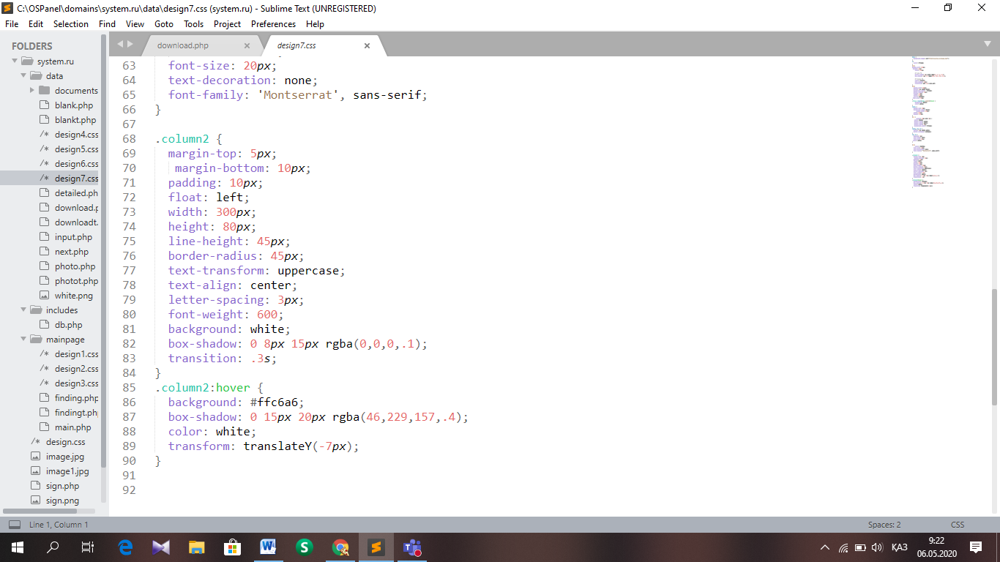 C:\OSPanel\domains\system.ru\data\design7.css (system.ru) - Sublime Text (UNREGISTERED)
File Edit Selection Find View Goto Tools Project Preferences Help
FOLDERS
system.ru
data
documents
blank.php
blankt.php
/* design4.css
/* design5.css
/* design6.css
/* design7.css
detailed.ph
download.p
downloadt.
input.php
next.php
photo.php
photot.php
white.png
includes
db.php
mainpage
/* design1.css
/* design2.css
/* design3.css
finding.php
findingt.ph
main.php
/* design.css
image.jpg
image1.jpg
sign.php
sign.png
download.php design7.css
63 font-size: 20px;
64 text-decoration: none;
65 font-family: 'Montserrat', sans-serif;
66 }
67
68 .column2 {
69 margin-top: 5px;
70 margin-bottom: 10px;
71 padding: 10px;
72 float: left;
73 width: 300px;
74 height: 80px;
75 line-height: 45px;
76 border-radius: 45px;
77 text-transform: uppercase;
78 text-align: center;
79 letter-spacing: 3px;
80 font-weight: 600;
81 background: white;
82 box-shadow: 0 8px 15px rgba(0,0,0,.1);
83 transition: .3s;
84 }
85 .column2:hover {
86 background: #ffc6a6;
87 box-shadow: 0 15px 20px rgba(46,229,157,.4);
88 color: white;
89 transform: translateY(-7px);
90 }
91
92
Line 1, Column 1 Spaces: 2 CSS
ҚАЗ
9:22
06.05.2020